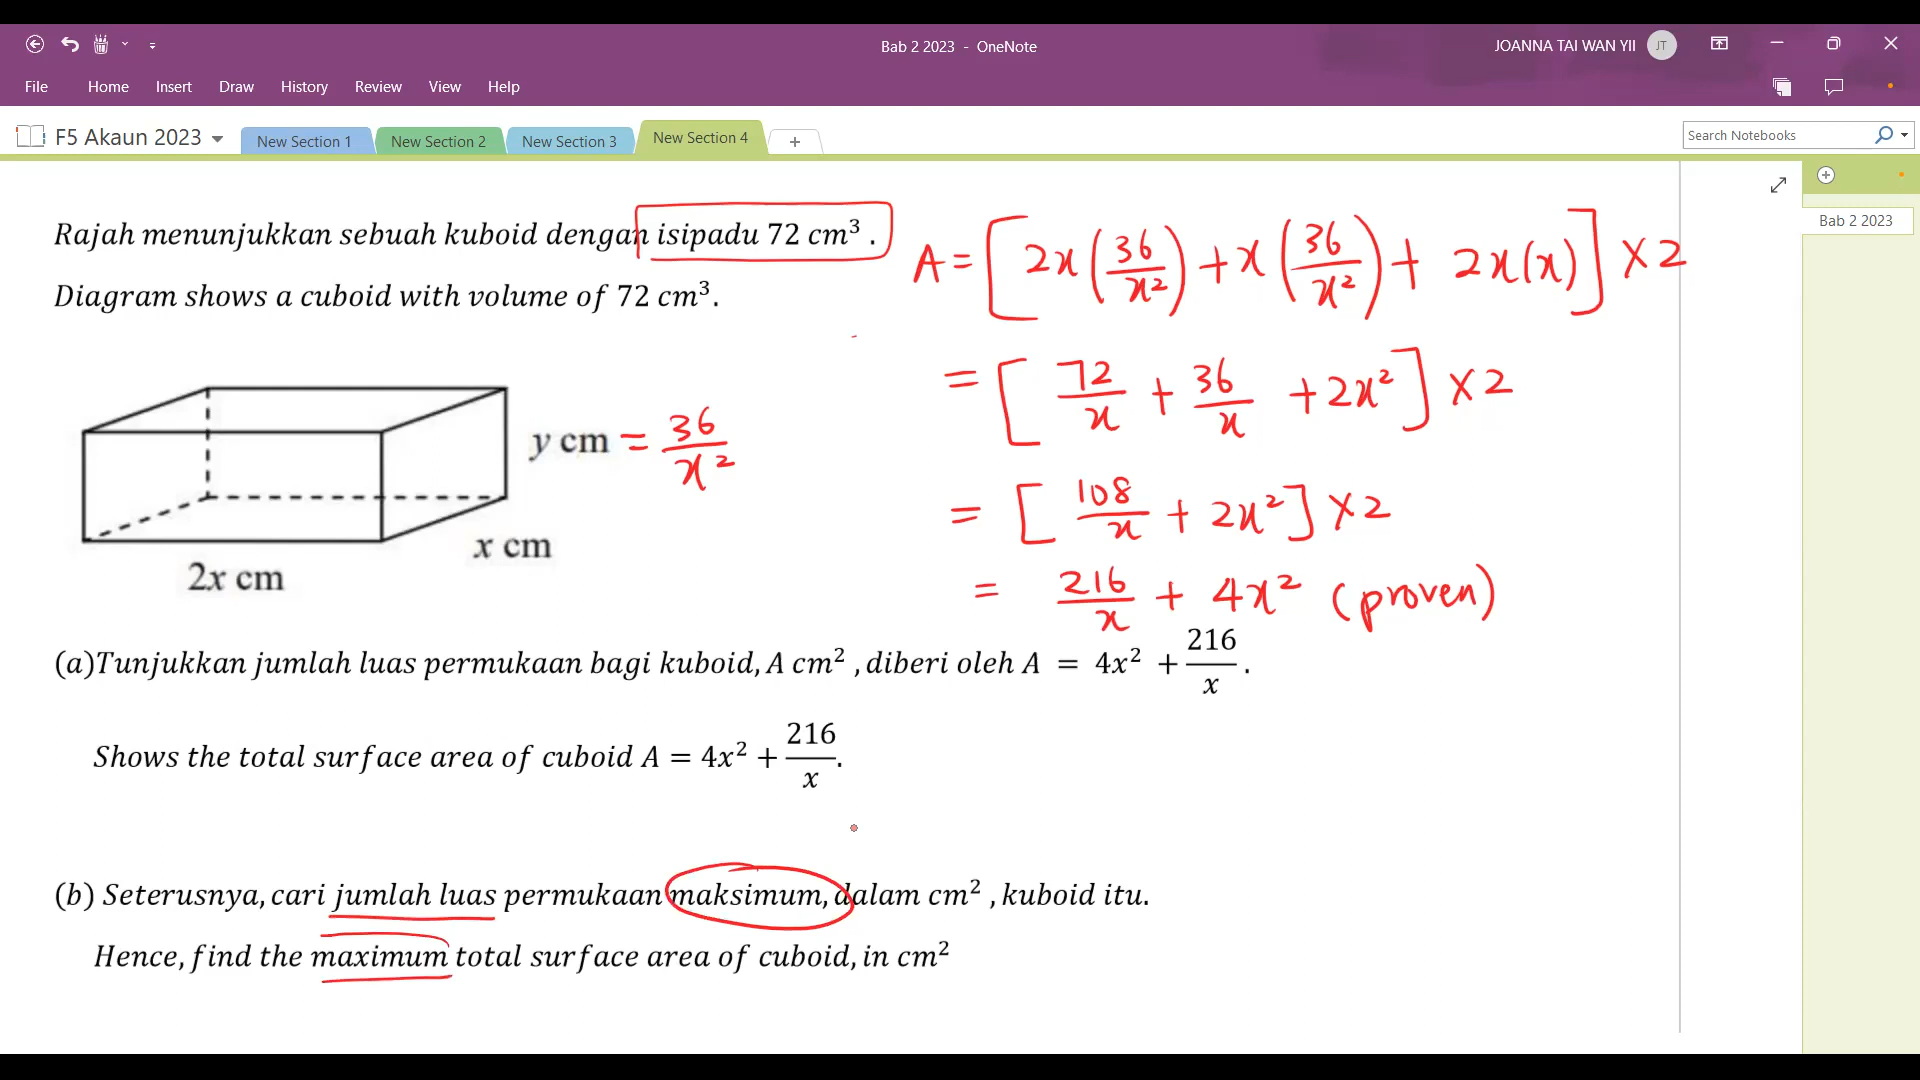 Bab 2 2023 - OneNote
JOANNA TAI WAN YII JT
File Home Insert Draw History Review View Help
F5 Akaun 2023 New Section 1 New Section 2 New Section 3 New Section 4 + Search Notebooks
Bab 2 2023
Rajah menunjukkan sebuah kuboid dengan isipadu 72 cm³ .
Diagram shows a cuboid with volume of 72 cm³.
y cm = 36/x²
x cm
2x cm
A = [2x(36/x²) + x(36/x²) + 2x(x)] × 2
= [72/x + 36/x + 2x²] × 2
= [108/x + 2x²] × 2
= 216/x + 4x² (proven)
(a)Tunjukkan jumlah luas permukaan bagi kuboid, A cm² , diberi oleh A = 4x² + 216/x .
Shows the total surface area of cuboid A = 4x² + 216/x.
(b) Seterusnya, cari jumlah luas permukaan maksimum, dalam cm² , kuboid itu.
Hence, find the maximum total surface area of cuboid, in cm²